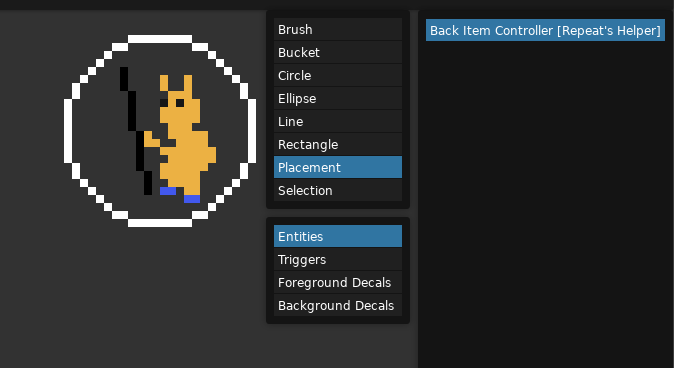 Brush
Bucket
Circle
Ellipse
Line
Rectangle
Placement
Selection
Entities
Triggers
Foreground Decals
Background Decals
Back Item Controller [Repeat's Helper]